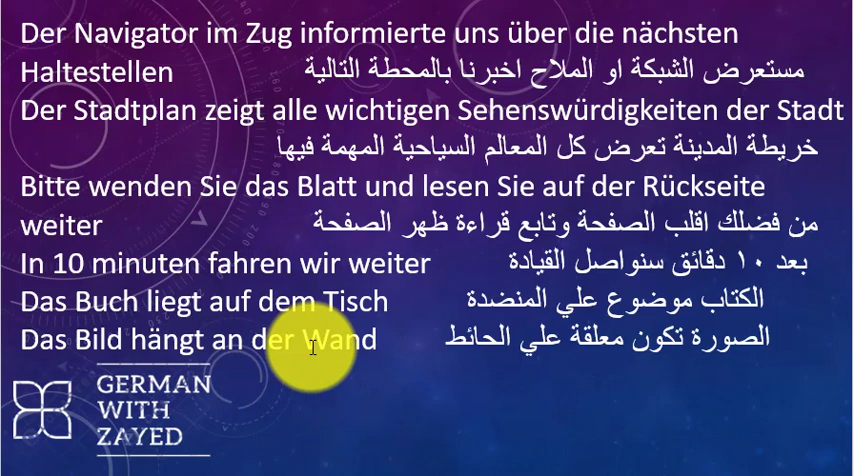 Der Navigator im Zug informierte uns über die nächsten
Haltestellen مستعرض الشبكة او الملاح اخبرنا بالمحطة التالية
Der Stadtplan zeigt alle wichtigen Sehenswürdigkeiten der Stadt
خريطة المدينة تعرض كل المعالم السياحية المهمة فيها
Bitte wenden Sie das Blatt und lesen Sie auf der Rückseite
weiter من فضلك اقلب الصفحة وتابع قراءة ظهر الصفحة
In 10 minuten fahren wir weiter بعد ١٠ دقائق سنواصل القيادة
Das Buch liegt auf dem Tisch الكتاب موضوع علي المنضدة
Das Bild hängt an der Wand الصورة تكون معلقة علي الحائط
GERMAN
WITH
ZAYED